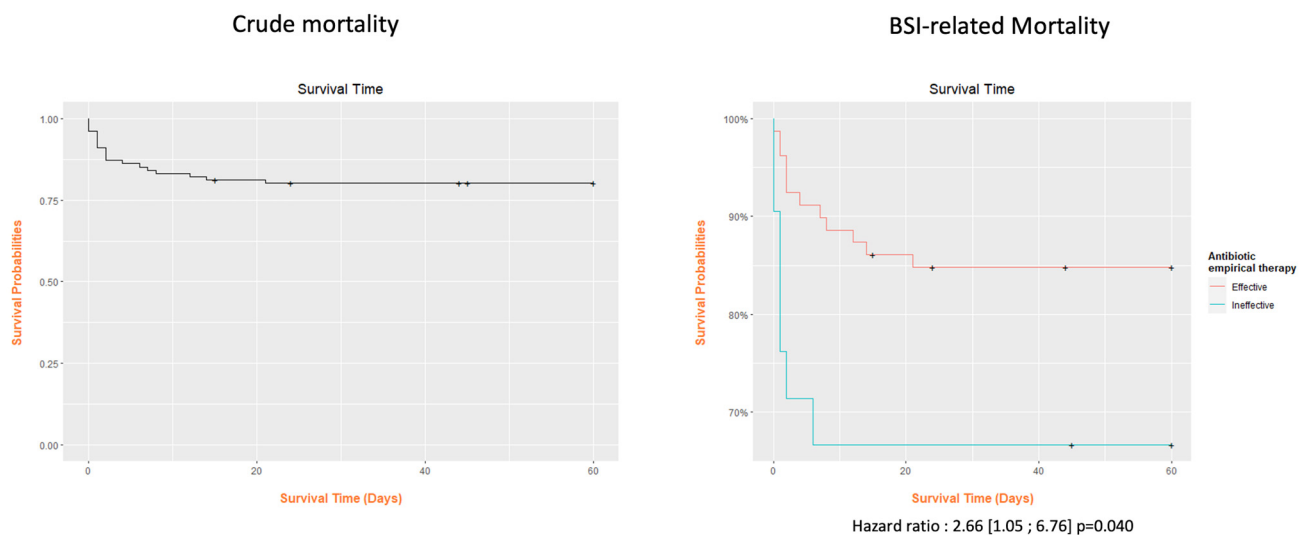 Crude mortality
Survival Time
1.00
0.75
0.50
0.25
0.00
Survival Probabilities
0
20
40
60
Survival Time (Days)
BSI-related Mortality
Survival Time
100%
90%
80%
70%
Survival Probabilities
0
20
40
60
Survival Time (Days)
Antibiotic
empirical therapy
Effective
Ineffective
Hazard ratio : 2.66 [1.05 ; 6.76] p=0.040